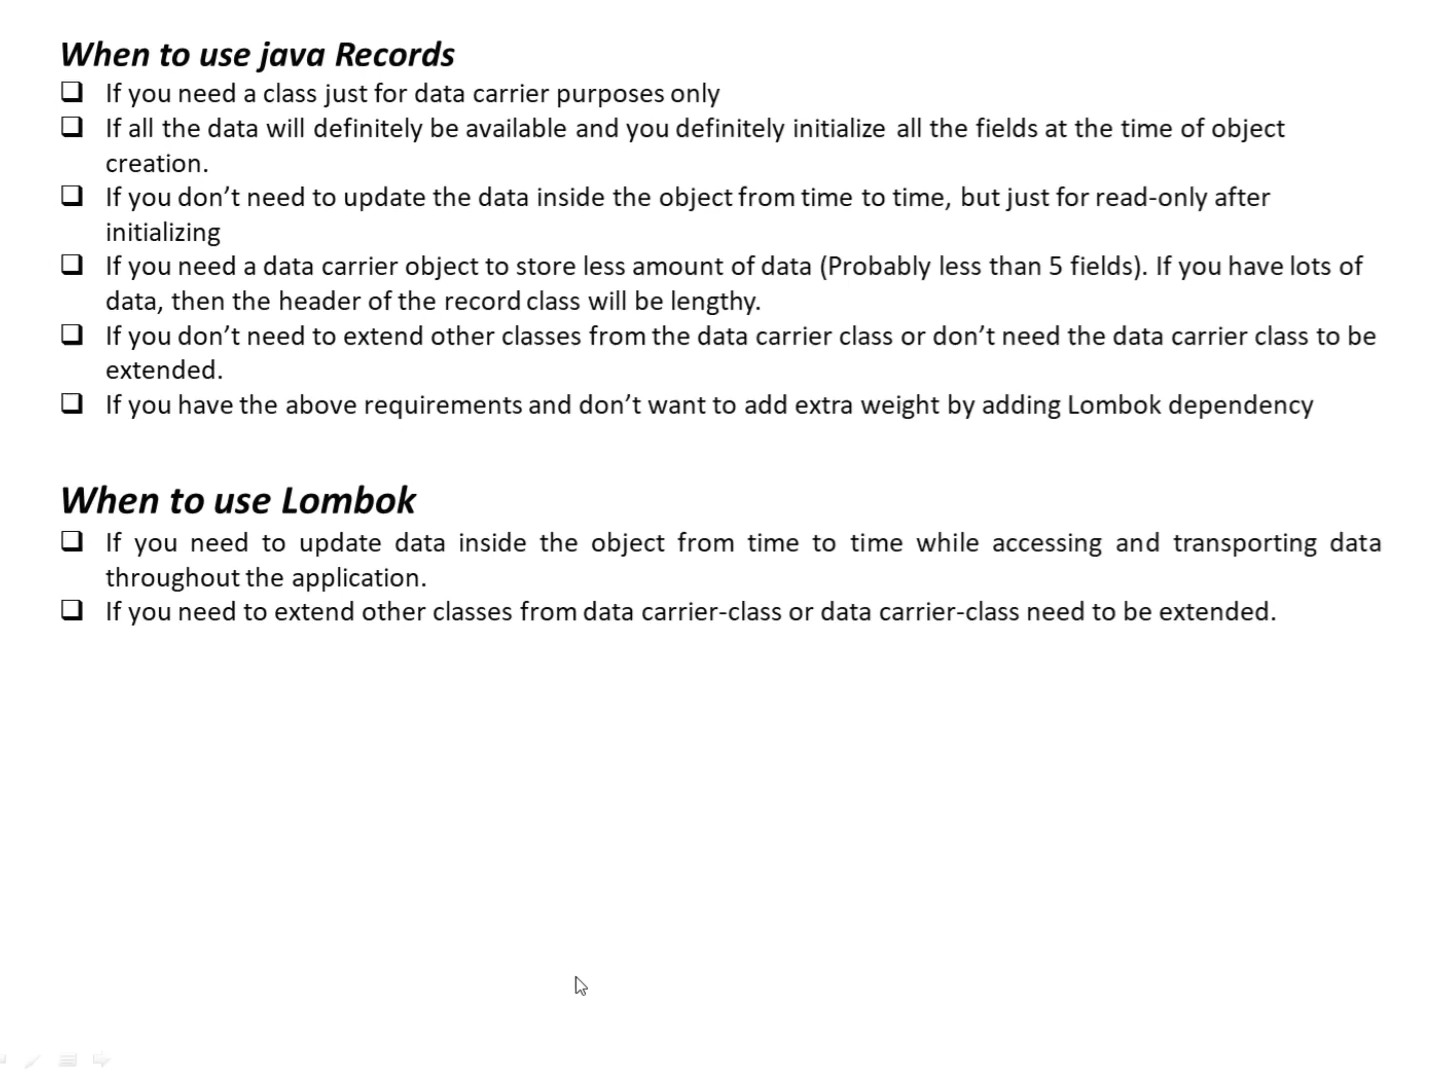 When to use java Records
If you need a class just for data carrier purposes only
If all the data will definitely be available and you definitely initialize all the fields at the time of object
creation.
If you don’t need to update the data inside the object from time to time, but just for read-only after
initializing
If you need a data carrier object to store less amount of data (Probably less than 5 fields). If you have lots of
data, then the header of the record class will be lengthy.
If you don’t need to extend other classes from the data carrier class or don’t need the data carrier class to be
extended.
If you have the above requirements and don’t want to add extra weight by adding Lombok dependency
When to use Lombok
If you need to update data inside the object from time to time while accessing and transporting data
throughout the application.
If you need to extend other classes from data carrier-class or data carrier-class need to be extended.